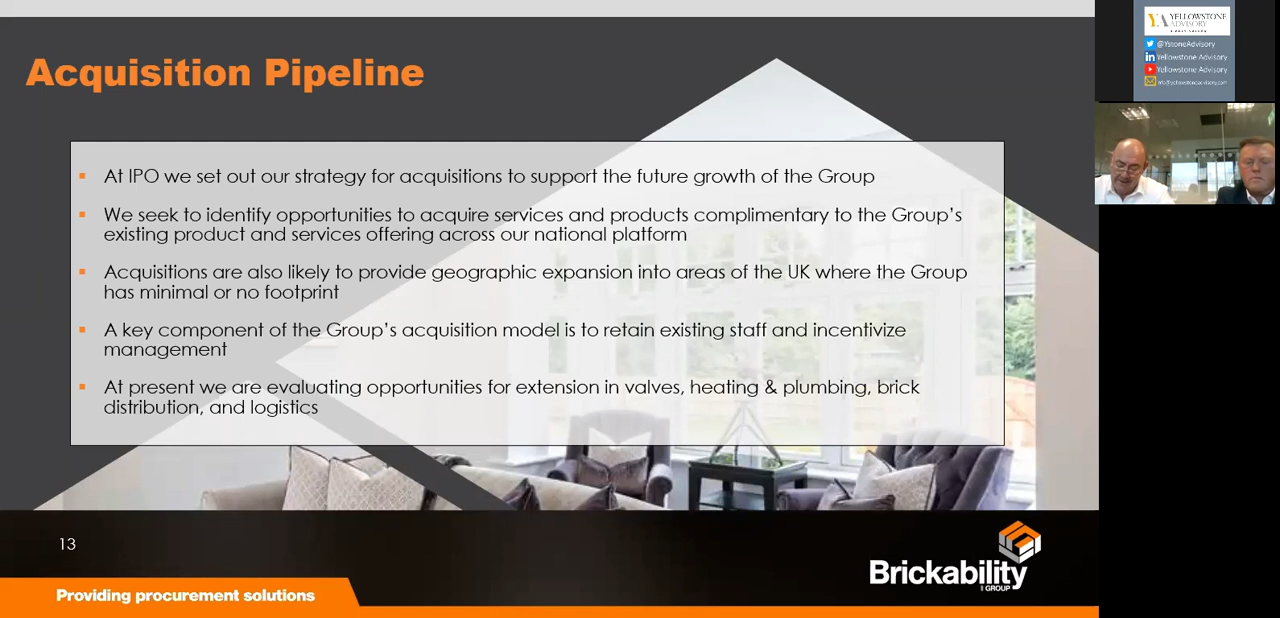 Acquisition Pipeline
At IPO we set out our strategy for acquisitions to support the future growth of the Group
We seek to identify opportunities to acquire services and products complimentary to the Group's
existing product and services offering across our national platform
Acquisitions are also likely to provide geographic expansion into areas of the UK where the Group
has minimal or no footprint
A key component of the Group's acquisition model is to retain existing staff and incentivize
management
At present we are evaluating opportunities for extension in valves, heating & plumbing, brick
distribution, and logistics
13
Brickability
GROUP
Providing procurement solutions
YA YELLOWSTONE
ADVISORY
@YstoneAdvisory
Yellowstone Advisory
Yellowstone Advisory
info@yellowstoneadvisory.com